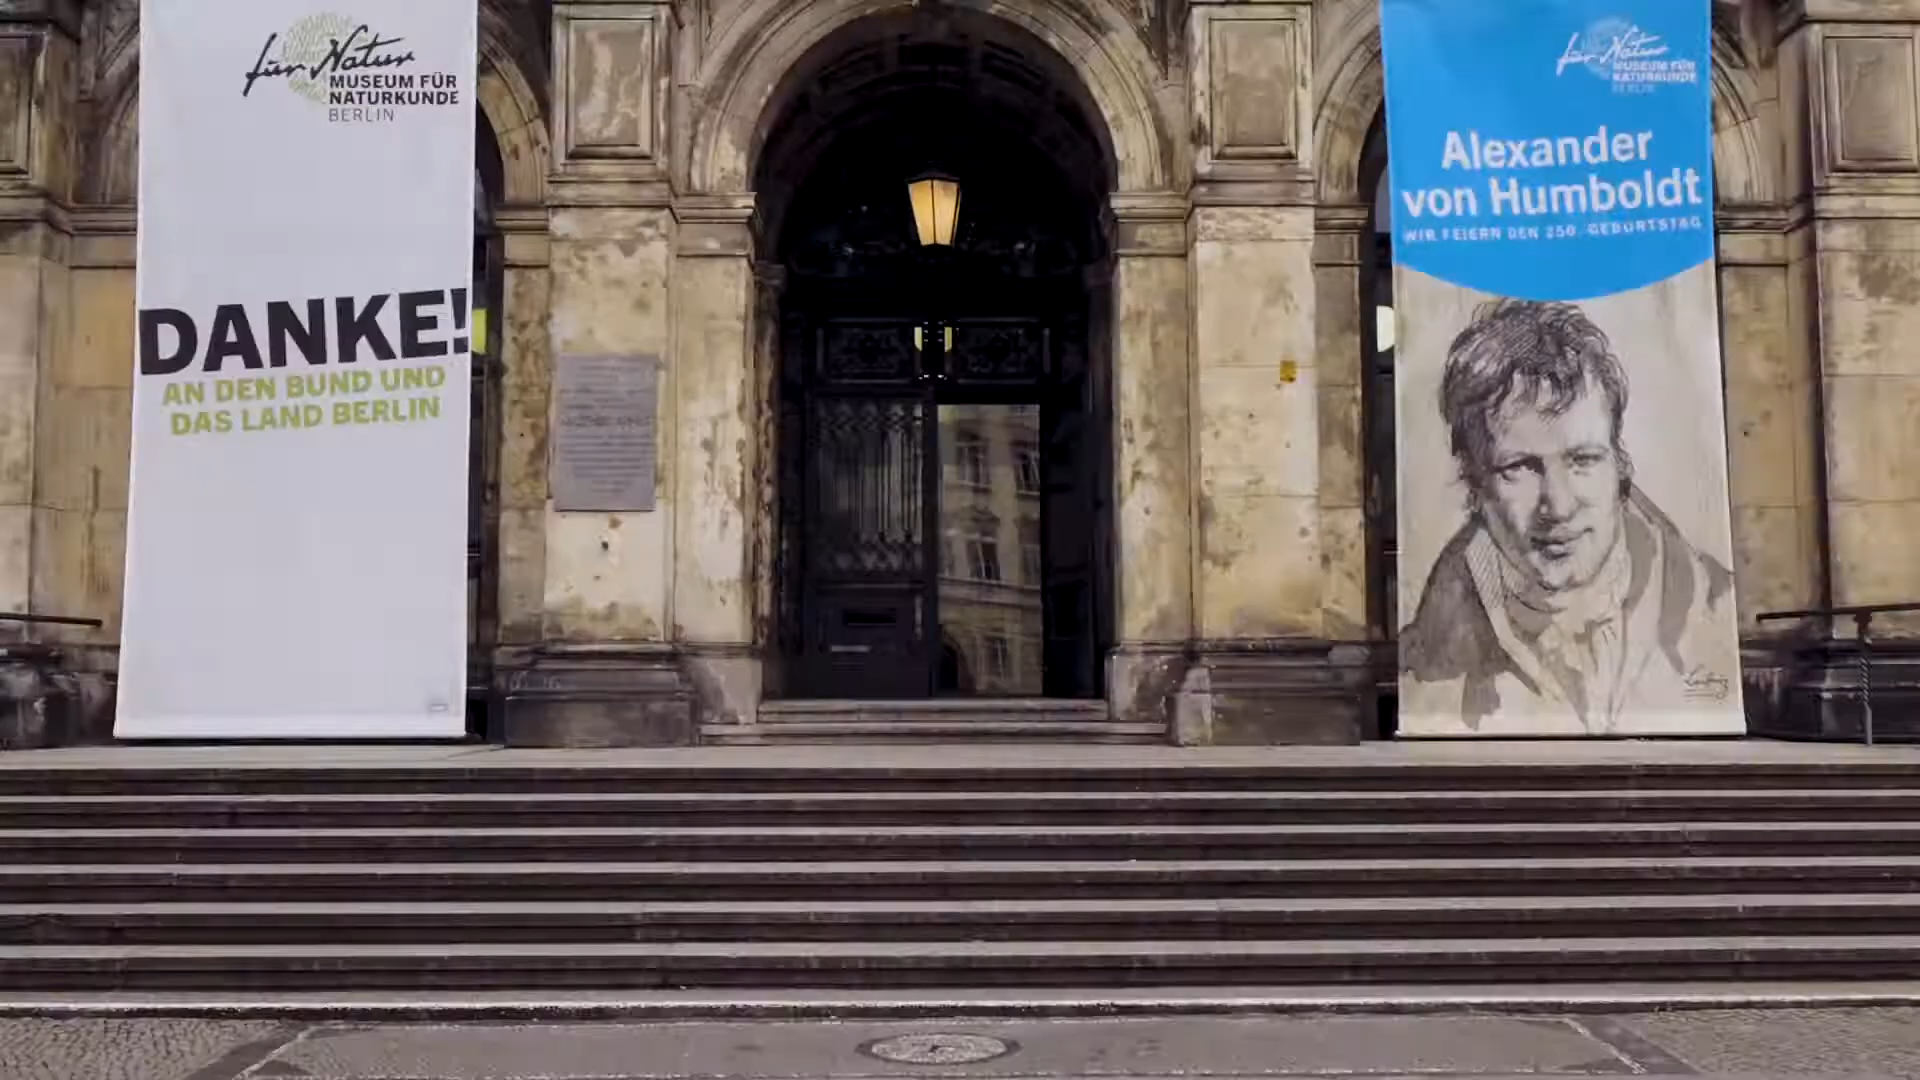 für Natur
MUSEUM FÜR
NATURKUNDE
BERLIN
DANKE!
AN DEN BUND UND
DAS LAND BERLIN
für Natur
MUSEUM FÜR
NATURKUNDE
BERLIN
Alexander
von Humboldt
WIR FEIERN DEN 250. GEBURTSTAG